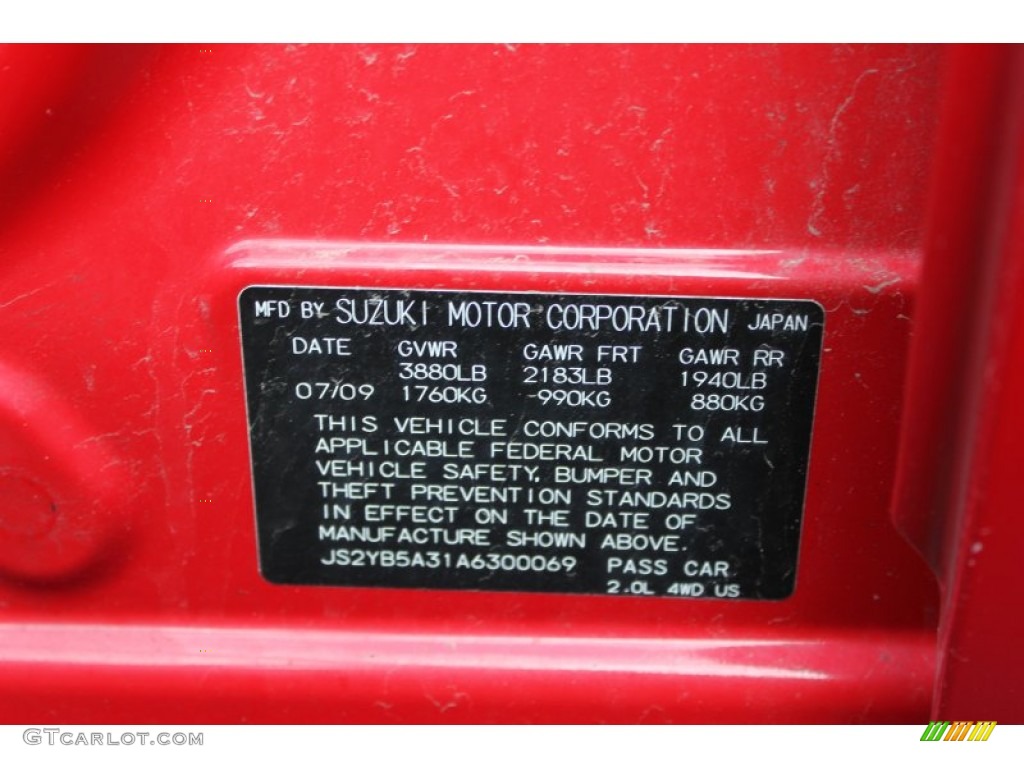 MFD BY SUZUKI MOTOR CORPORATION JAPAN
DATE GVWR GAWR FRT GAWR RR
3880LB 2183LB 1940LB
07/09 1760KG -990KG 880KG
THIS VEHICLE CONFORMS TO ALL
APPLICABLE FEDERAL MOTOR
VEHICLE SAFETY, BUMPER AND
THEFT PREVENTION STANDARDS
IN EFFECT ON THE DATE OF
MANUFACTURE SHOWN ABOVE.
JS2YB5A31A6300069 PASS CAR
2.0L 4WD US
GTCARLOT.COM